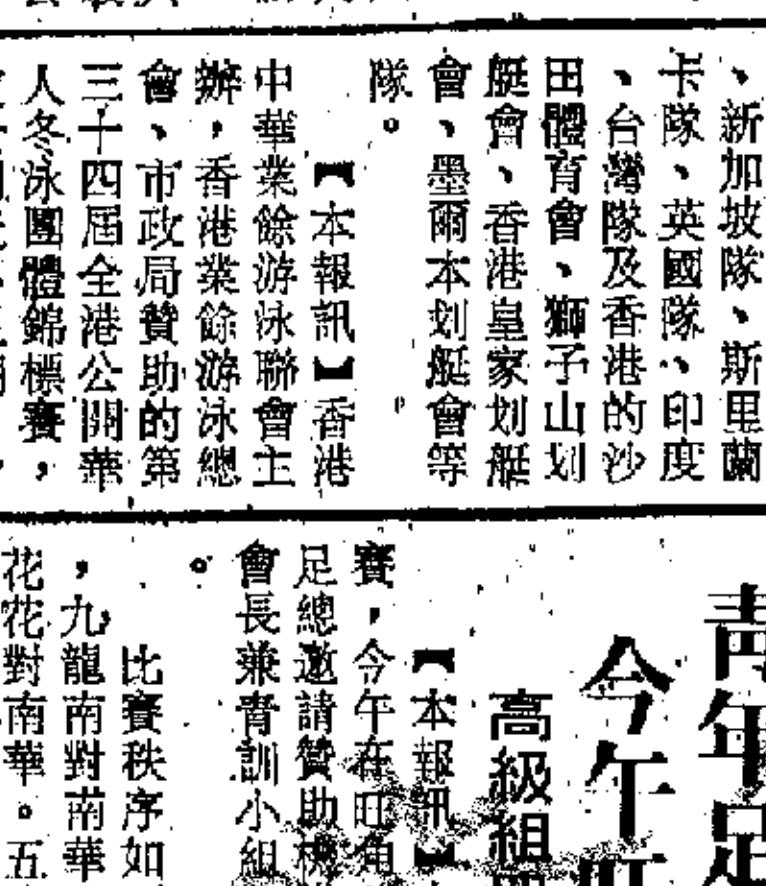 、新加坡隊、斯里蘭
卡隊、英國隊、印度
、台灣隊及香港的沙
田體育會、獅子山划
艇會、香港皇家划艇
會、墨爾本划艇會等
隊。
【本報訊】香港
中華業餘游泳聯會主
辦，香港業餘游泳總
會、市政局贊助的第
三十四屆全港公開華
人冬泳團體錦標賽，
青年足
今午旺
高級組
【本報訊】
賽，今午在旺角
足總邀請贊助機
會長兼青訓小組
。
比賽秩序如
，九龍南對南華
花花對南華。五